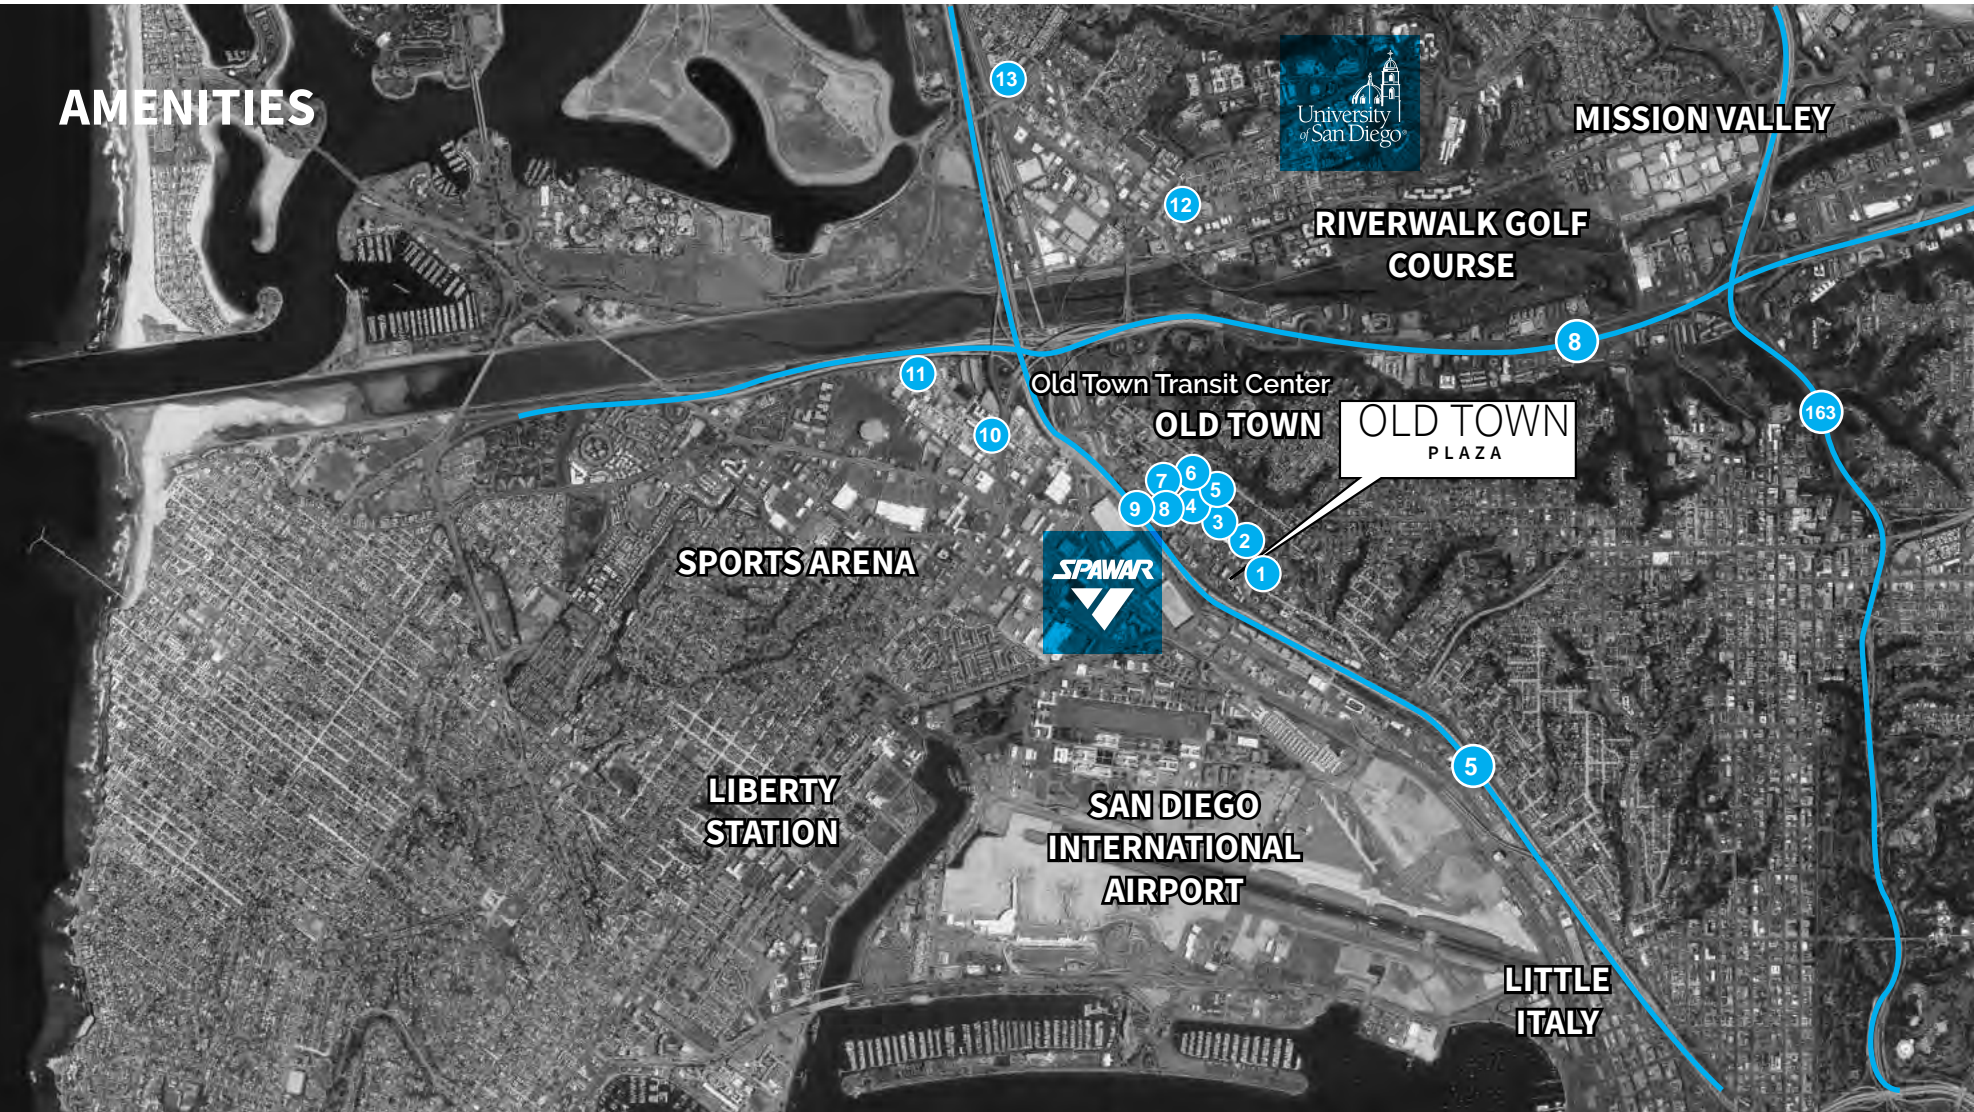 AMENITIES
13
University
of San Diego®
MISSION VALLEY
12
RIVERWALK GOLF
COURSE
8
11
Old Town Transit Center
OLD TOWN
OLD TOWN
PLAZA
163
10
7
6
5
9
8
4
3
2
1
SPORTS ARENA
SPAWAR
5
LIBERTY
STATION
SAN DIEGO
INTERNATIONAL
AIRPORT
LITTLE
ITALY